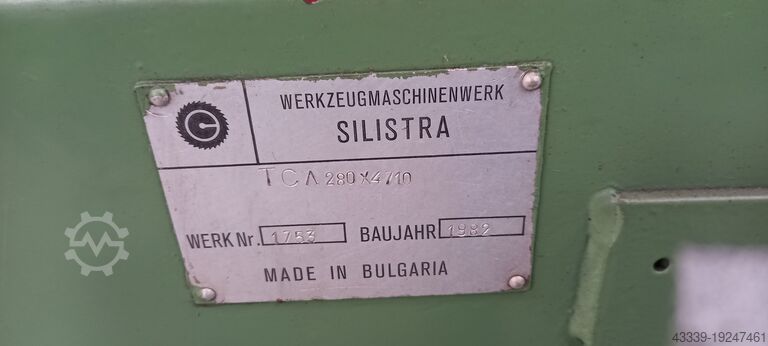 WERKZEUGMASCHINENWERK
SILISTRA
TCA 280X4710
WERK Nr. 1753 BAUJAHR 1982
MADE IN BULGARIA
43339-19247461